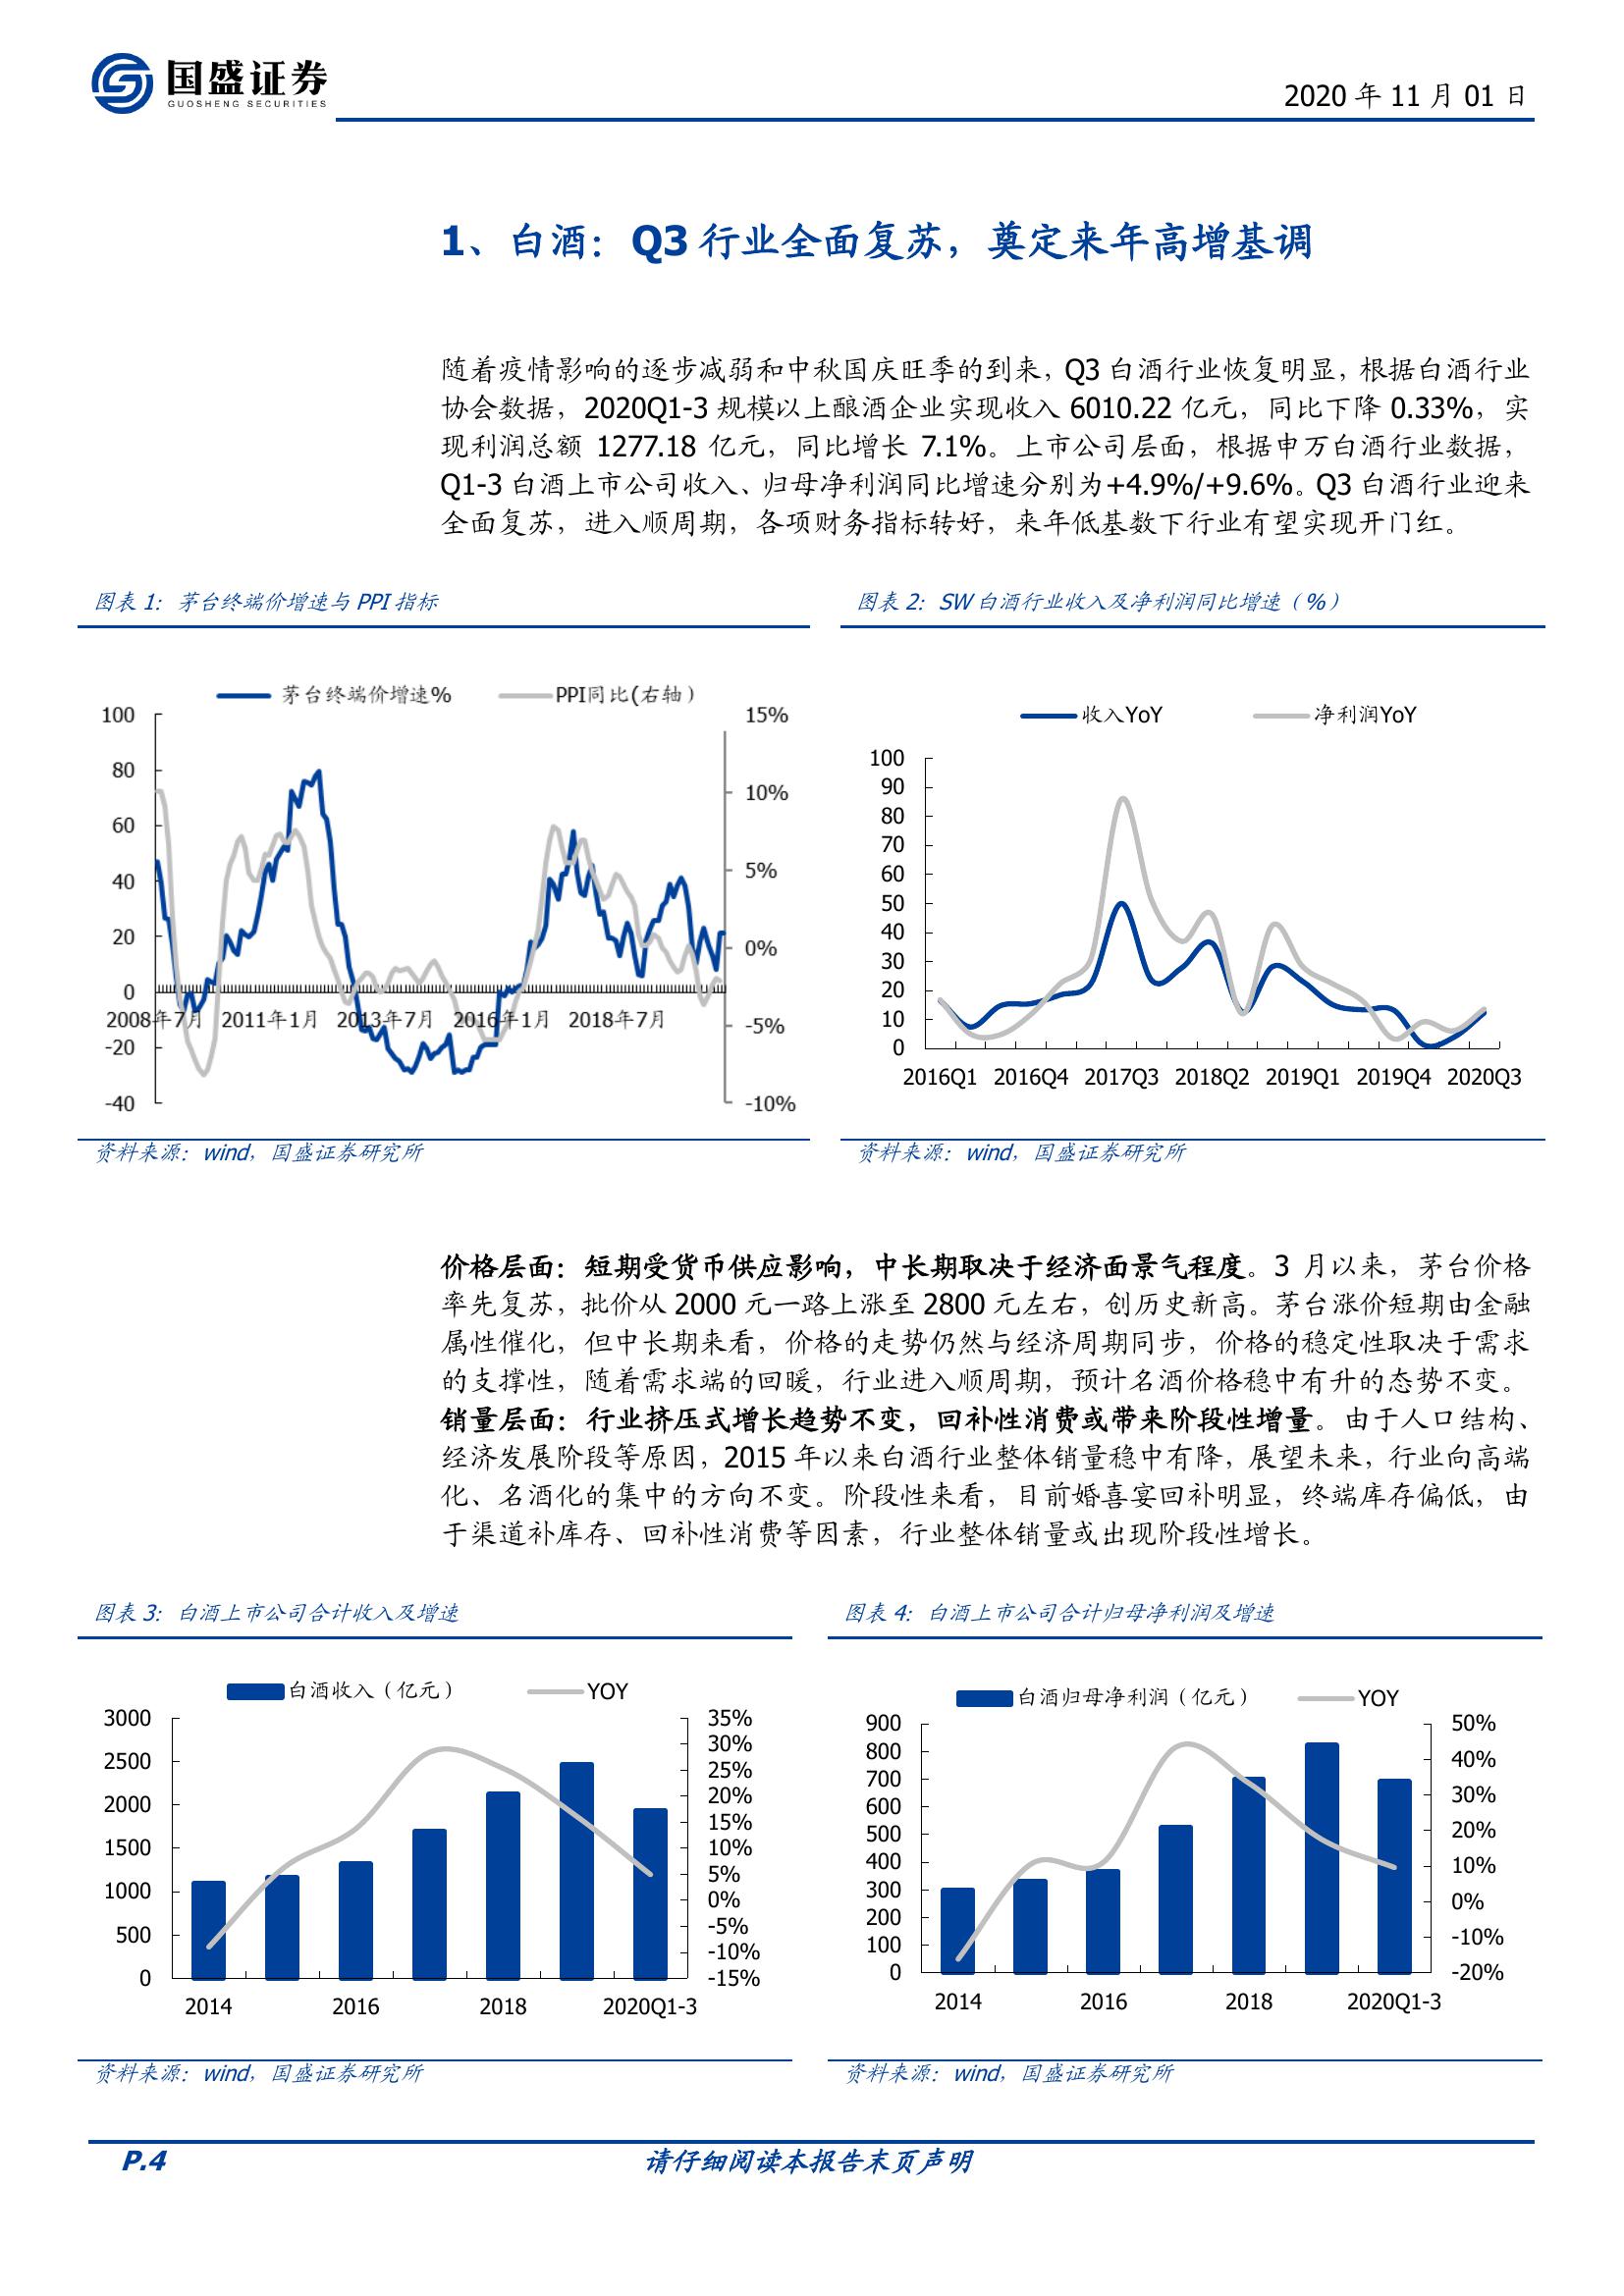 国盛证券
GUOSHENG SECURITIES
2020 年 11 月 01 日
1、白酒：Q3 行业全面复苏，奠定来年高增基调
随着疫情影响的逐步减弱和中秋国庆旺季的到来，Q3 白酒行业恢复明显，根据白酒行业
协会数据，2020Q1-3 规模以上酿酒企业实现收入 6010.22 亿元，同比下降 0.33%，实
现利润总额 1277.18 亿元，同比增长 7.1%。上市公司层面，根据申万白酒行业数据，
Q1-3 白酒上市公司收入、归母净利润同比增速分别为+4.9%/+9.6%。Q3 白酒行业迎来
全面复苏，进入顺周期，各项财务指标转好，来年低基数下行业有望实现开门红。
图表 1：茅台终端价增速与 PPI 指标
茅台终端价增速%
PPI同比(右轴）
100
80
60
40
20
0
-20
-40
15%
10%
5%
0%
-5%
-10%
2008年7月
2011年1月
2013年7月
2016年1月
2018年7月
资料来源：wind，国盛证券研究所
图表 2：SW 白酒行业收入及净利润同比增速（%）
收入YoY
净利润YoY
100
90
80
70
60
50
40
30
20
10
0
2016Q1
2016Q4
2017Q3
2018Q2
2019Q1
2019Q4
2020Q3
资料来源：wind，国盛证券研究所
价格层面：短期受货币供应影响，中长期取决于经济面景气程度。3 月以来，茅台价格
率先复苏，批价从 2000 元一路上涨至 2800 元左右，创历史新高。茅台涨价短期由金融
属性催化，但中长期来看，价格的走势仍然与经济周期同步，价格的稳定性取决于需求
的支撑性，随着需求端的回暖，行业进入顺周期，预计名酒价格稳中有升的态势不变。
销量层面：行业挤压式增长趋势不变，回补性消费或带来阶段性增量。由于人口结构、
经济发展阶段等原因，2015 年以来白酒行业整体销量稳中有降，展望未来，行业向高端
化、名酒化的集中的方向不变。阶段性来看，目前婚喜宴回补明显，终端库存偏低，由
于渠道补库存、回补性消费等因素，行业整体销量或出现阶段性增长。
图表 3：白酒上市公司合计收入及增速
白酒收入（亿元）
YOY
3000
2500
2000
1500
1000
500
0
35%
30%
25%
20%
15%
10%
5%
0%
-5%
-10%
-15%
2014
2016
2018
2020Q1-3
资料来源：wind，国盛证券研究所
图表 4：白酒上市公司合计归母净利润及增速
白酒归母净利润（亿元）
YOY
900
800
700
600
500
400
300
200
100
0
50%
40%
30%
20%
10%
0%
-10%
-20%
2014
2016
2018
2020Q1-3
资料来源：wind，国盛证券研究所
P.4
请仔细阅读本报告末页声明